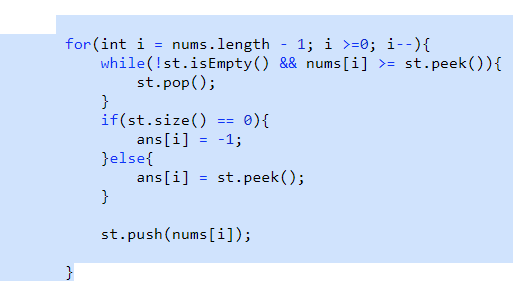 for(int i = nums.length - 1; i >=0; i--){
    while(!st.isEmpty() && nums[i] >= st.peek()){
        st.pop();
    }
    if(st.size() == 0){
        ans[i] = -1;
    }else{
        ans[i] = st.peek();
    }

    st.push(nums[i]);

}